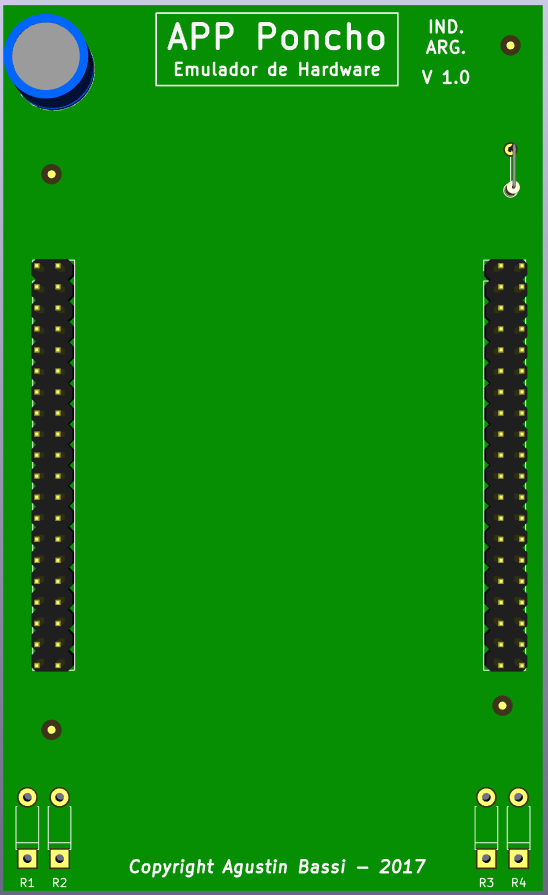 APP Poncho
Emulador de Hardware
IND.
ARG.
V 1.0
R1 R2 R3 R4
Copyright Agustin Bassi – 2017